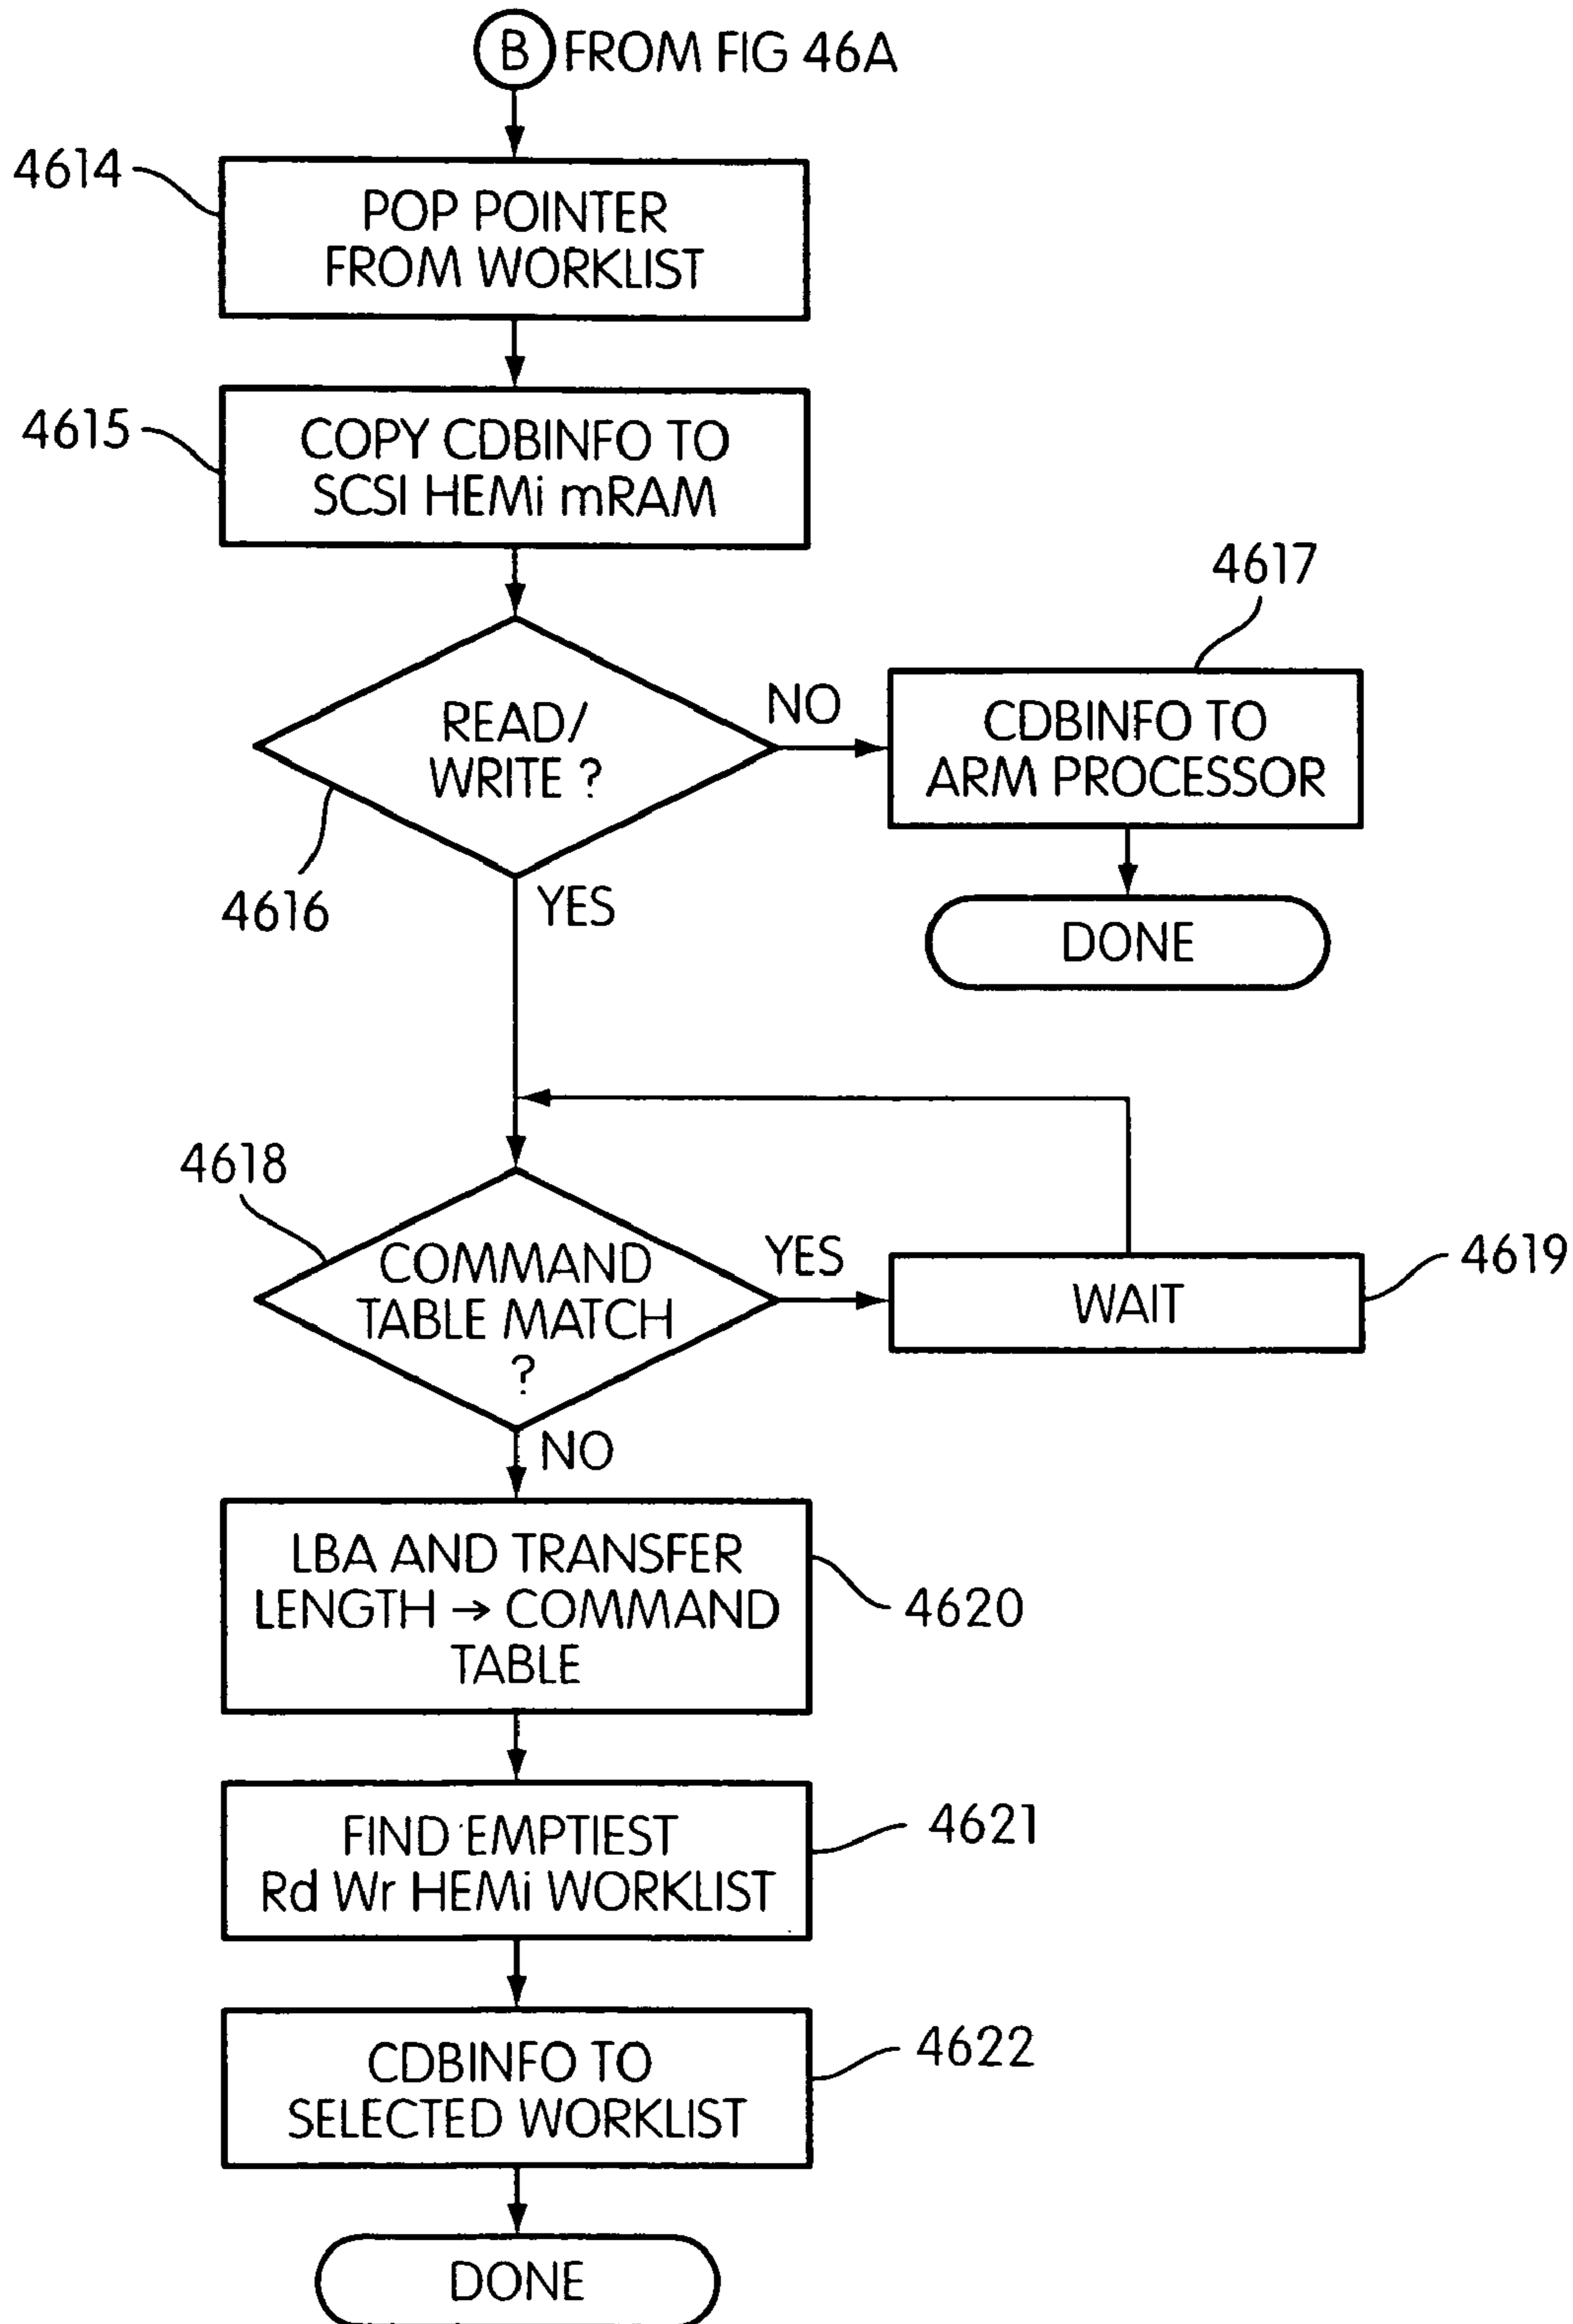 B FROM FIG 46A
4614
POP POINTER
FROM WORKLIST
4615
COPY CDBINFO TO
SCSI HEMi mRAM
4617
READ/
WRITE ?
NO
CDBINFO TO
ARM PROCESSOR
4616
YES
DONE
4618
COMMAND
TABLE MATCH
?
YES
WAIT
4619
NO
LBA AND TRANSFER
LENGTH → COMMAND
TABLE
4620
FIND EMPTIEST
Rd Wr HEMi WORKLIST
4621
CDBINFO TO
SELECTED WORKLIST
4622
DONE